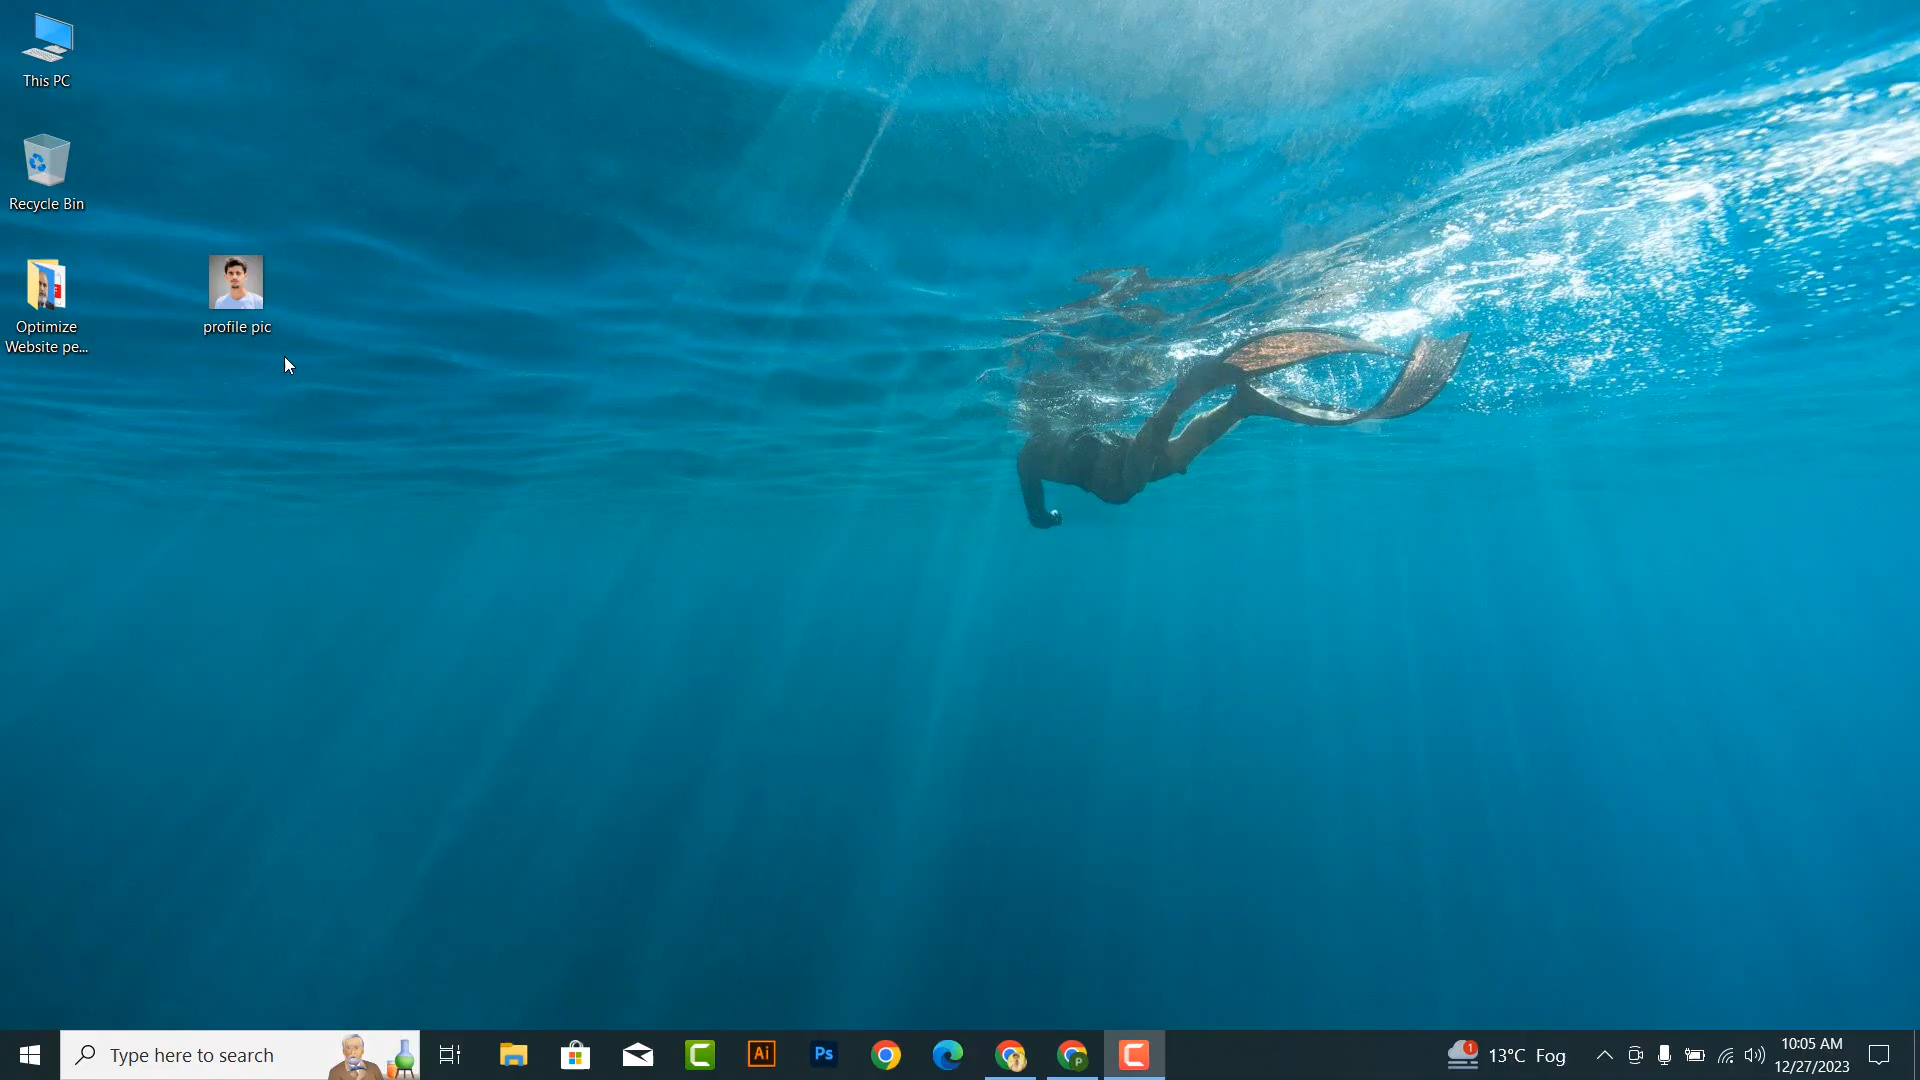 This PC
Recycle Bin
Optimize
Website pe...
profile pic
Type here to search
Ai
Ps
P
1
13°C Fog
10:05 AM
12/27/2023